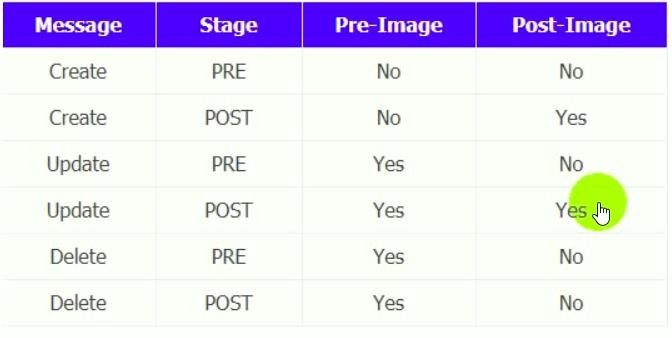 Message Stage Pre-Image Post-Image
Create PRE No No
Create POST No Yes
Update PRE Yes No
Update POST Yes Yes
Delete PRE Yes No
Delete POST Yes No